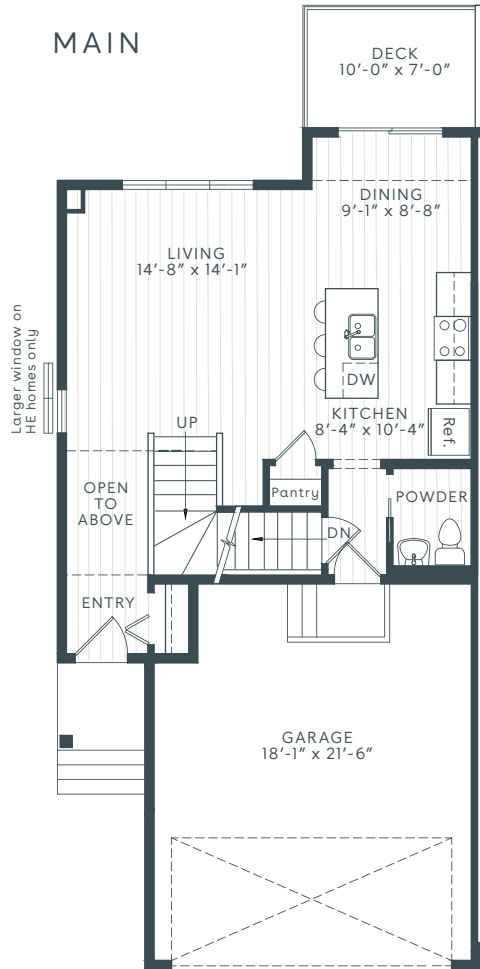 MAIN
DECK
10'-0" x 7'-0"
DINING
9'-1" x 8'-8"
LIVING
14'-8" x 14'-1"
Larger window on
HE homes only
DW
KITCHEN
8'-4" x 10'-4"
Ref.
UP
Pantry
POWDER
OPEN
TO
ABOVE
DN
ENTRY
GARAGE
18'-1" x 21'-6"